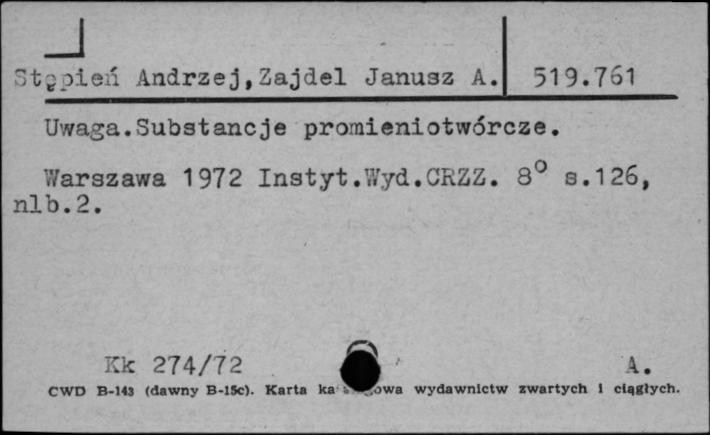 Stępień Andrzej,Zajdel Janusz A. 519.761
Uwaga.Substancje promieniotwórcze.
Warszawa 1972 Instyt.Wyd.CRZZ. 8° s.126,
nlb.2.
Kk 274/72 A.
CWD B-143 (dawny B-15c). Karta wydawnictw zwartych i ciągłych.